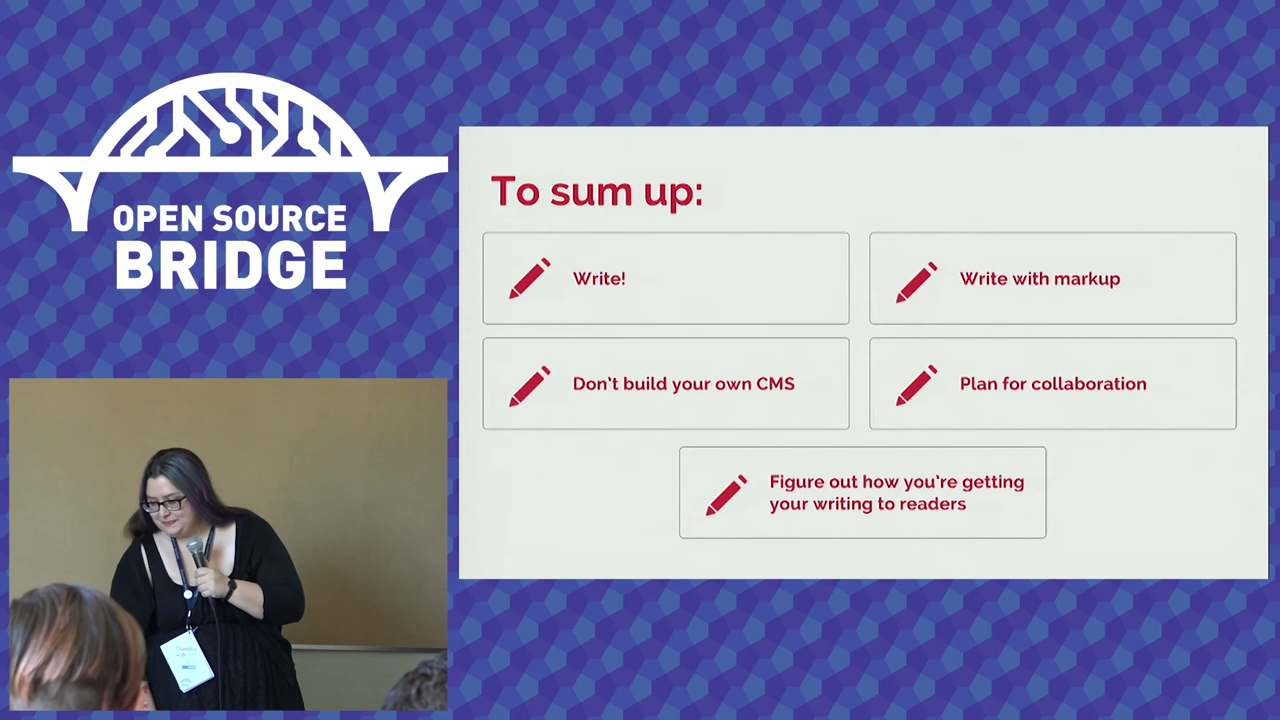 OPEN SOURCE
BRIDGE
To sum up:
Write!
Write with markup
Don't build your own CMS
Plan for collaboration
Figure out how you're getting
your writing to readers